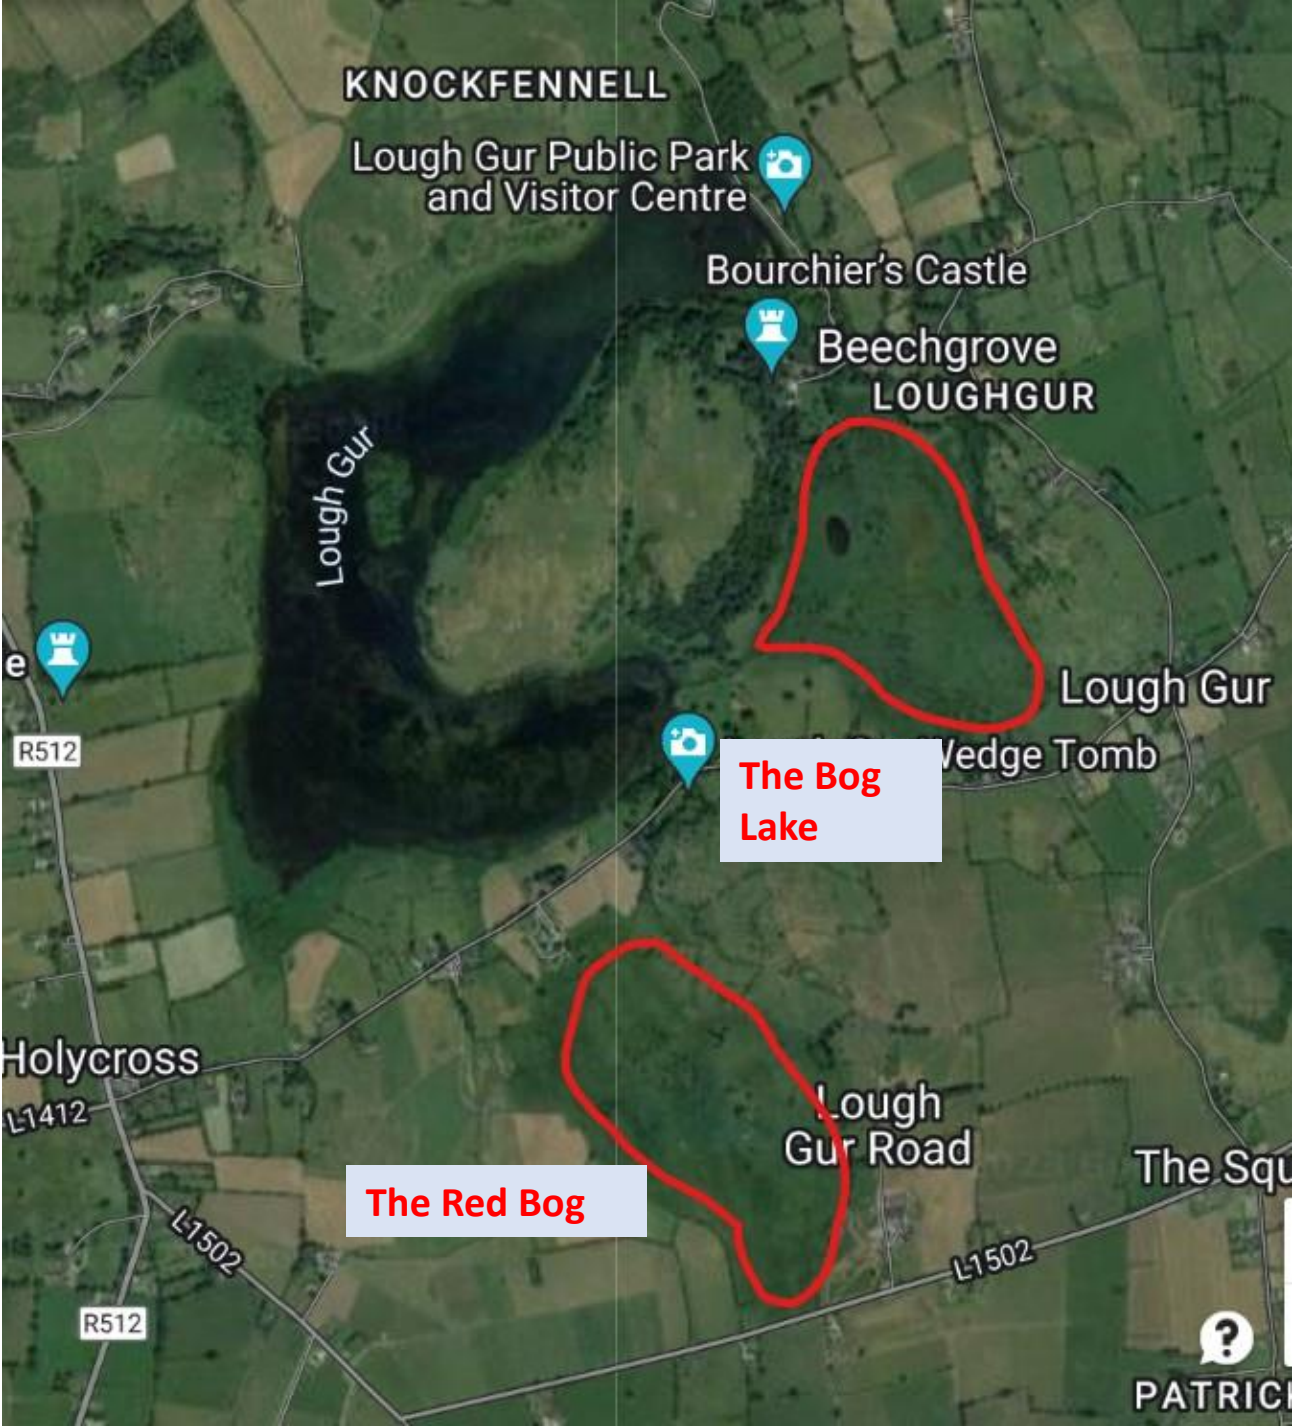 KNOCKFENNELL
Lough Gur Public Park
and Visitor Centre
Bourchier's Castle
Beechgrove
LOUGHGUR
Lough Gur
e
Lough Gur
R512
Wedge Tomb
The Bog
Lake
Holycross
L1412
Lough
Gur Road
The Squ
The Red Bog
L1502
L1502
R512
?
PATRICK